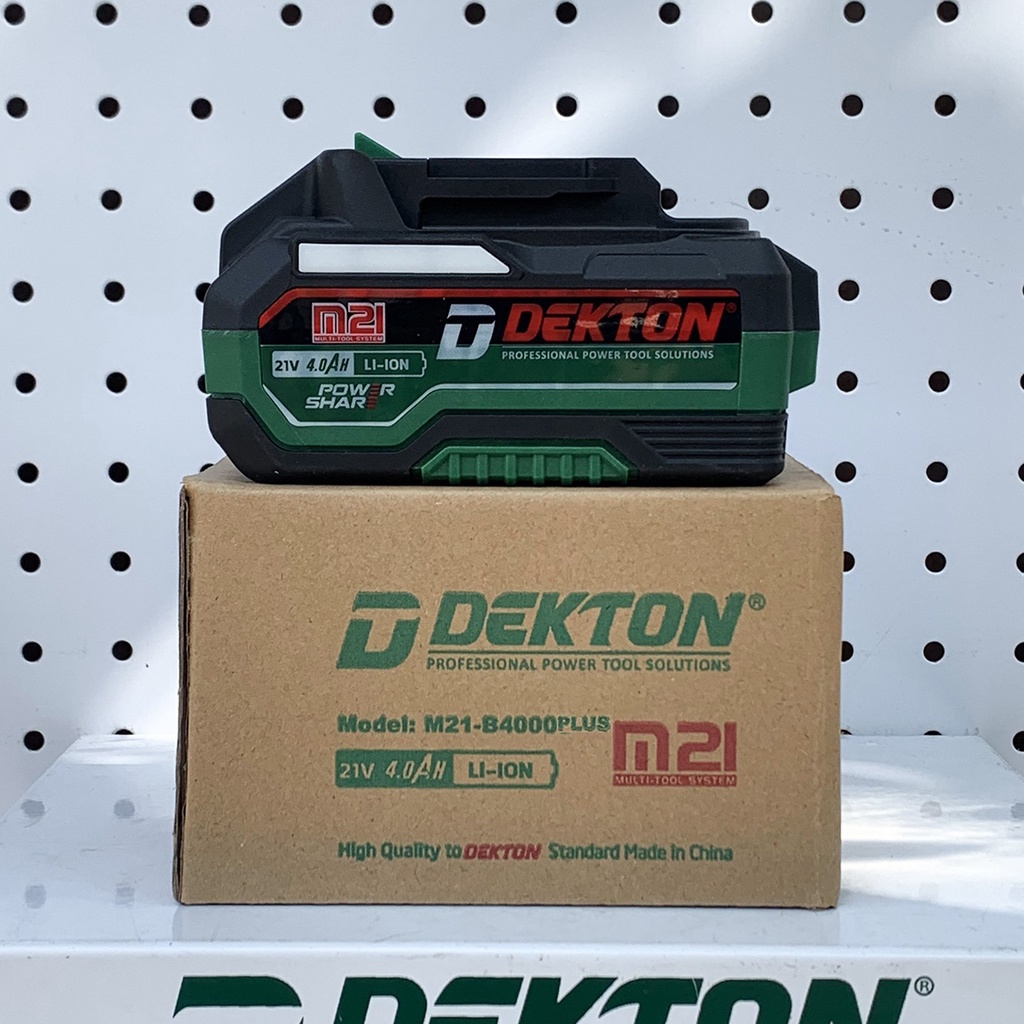 M21
MULTI-TOOL SYSTEM
DEKTON®
PROFESSIONAL POWER TOOL SOLUTIONS
21V 4.0AH LI-ION
POWER
SHARE
DEKTON®
PROFESSIONAL POWER TOOL SOLUTIONS
Model: M21-B4000PLUS
M21
MULTI-TOOL SYSTEM
21V 4.0AH LI-ION
High Quality to DEKTON Standard Made in China
DEKTON®